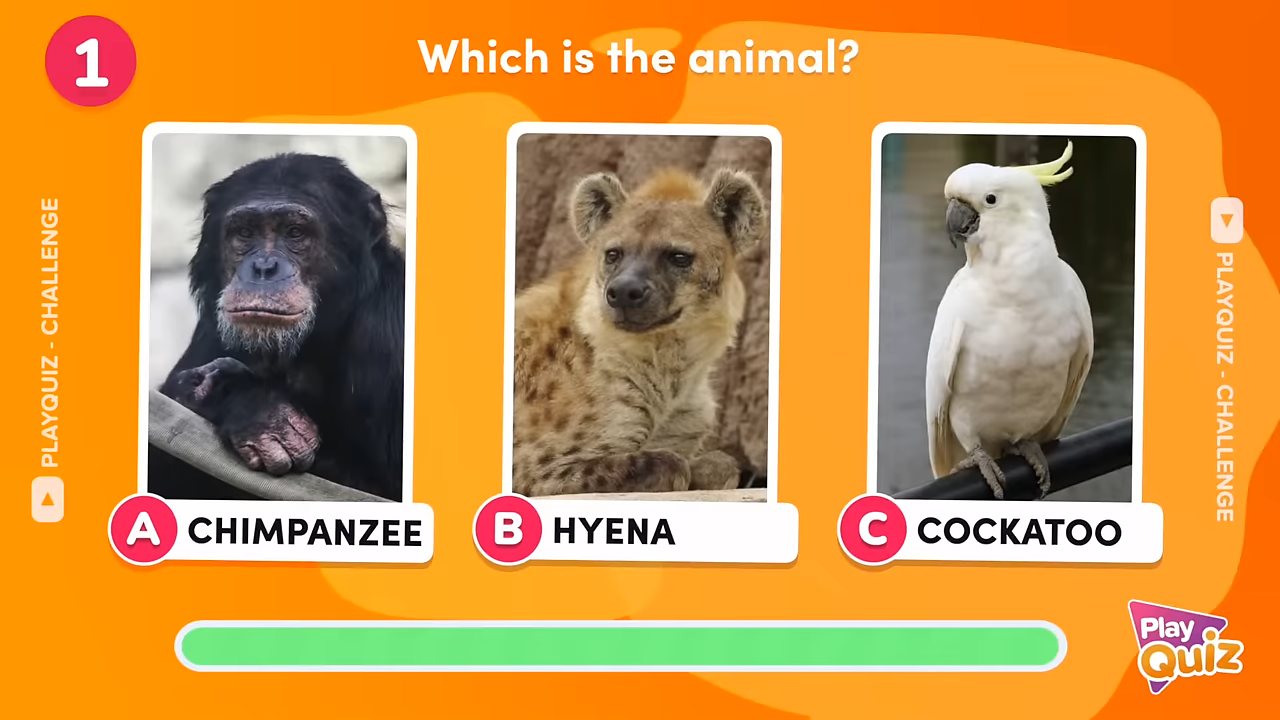 1
Which is the animal?
PLAYQUIZ - CHALLENGE
PLAYQUIZ - CHALLENGE
A CHIMPANZEE
B HYENA
C COCKATOO
Play
Quiz